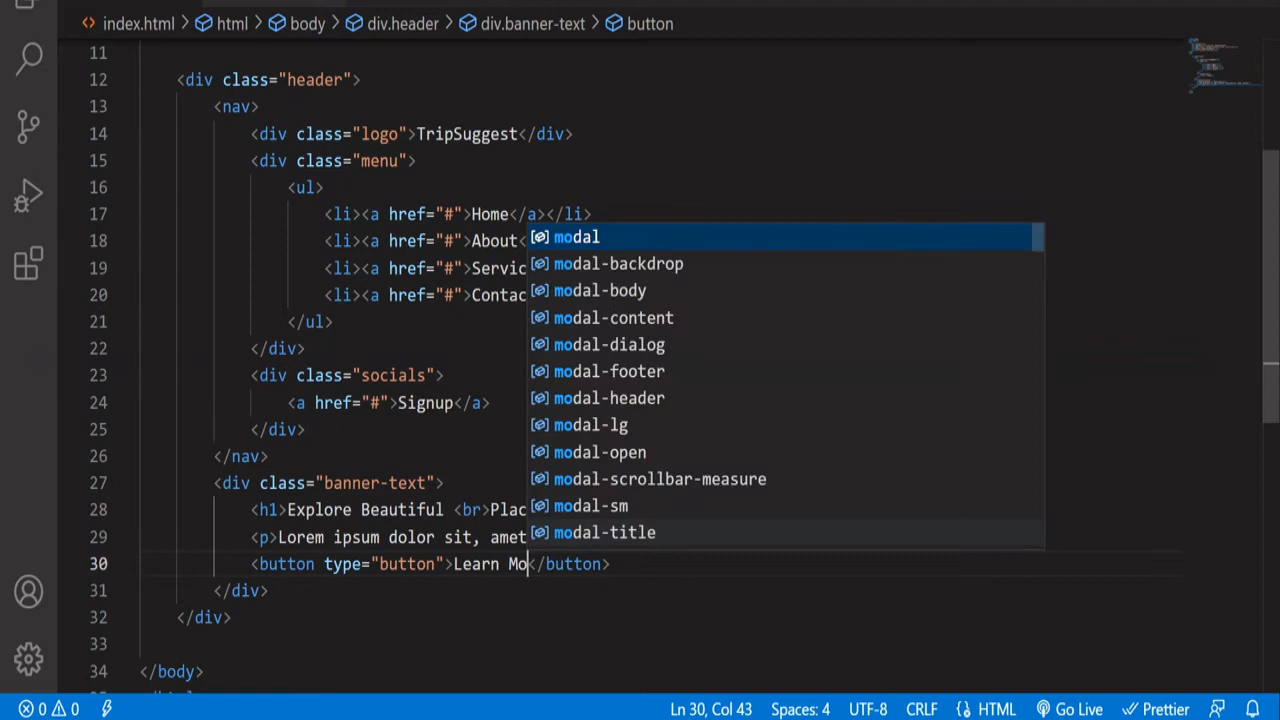 index.html > html > body > div.header > div.banner-text > button
11
12 <div class="header">
13 <nav>
14 <div class="logo">TripSuggest</div>
15 <div class="menu">
16 <ul>
17 <li><a href="#">Home</a></li>
18 <li><a href="#">About<
19 <li><a href="#">Servic
20 <li><a href="#">Contac
21 </ul>
22 </div>
23 <div class="socials">
24 <a href="#">Signup</a>
25 </div>
26 </nav>
27 <div class="banner-text">
28 <h1>Explore Beautiful <br>Plac
29 <p>Lorem ipsum dolor sit, amet
30 <button type="button">Learn Mo</button>
31 </div>
32 </div>
33
34 </body>
modal
modal-backdrop
modal-body
modal-content
modal-dialog
modal-footer
modal-header
modal-lg
modal-open
modal-scrollbar-measure
modal-sm
modal-title
0 0 Ln 30, Col 43 Spaces: 4 UTF-8 CRLF HTML Go Live Prettier